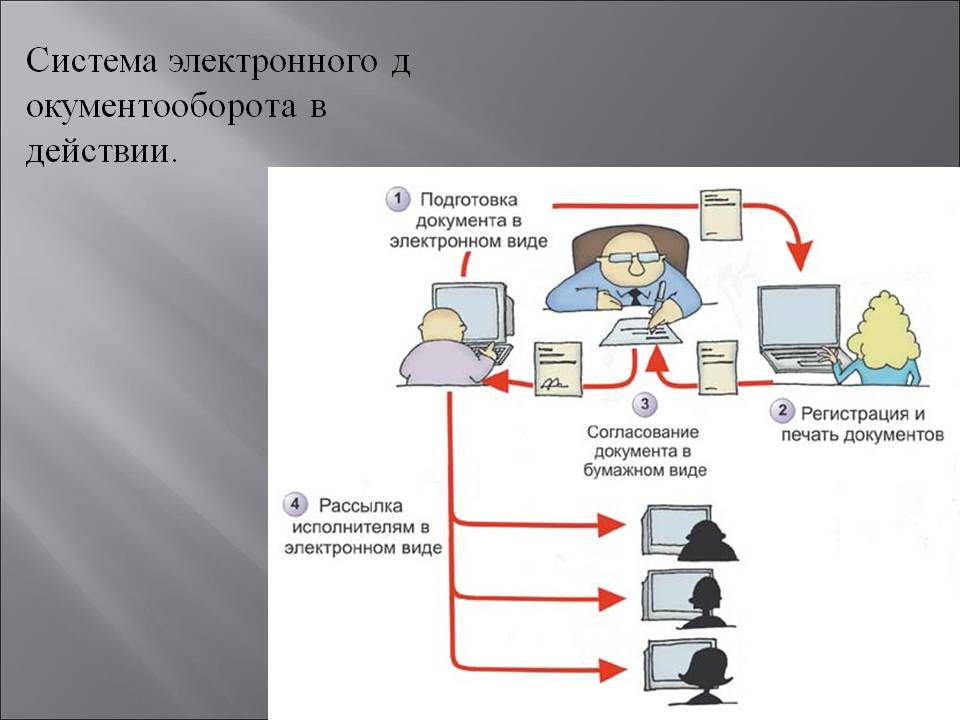 Система электронного д
окументооборота в
действии.
1 Подготовка
документа в
электронном виде
2 Регистрация и
печать документов
3
Согласование
документа в
бумажном виде
4 Рассылка
исполнителям в
электронном виде